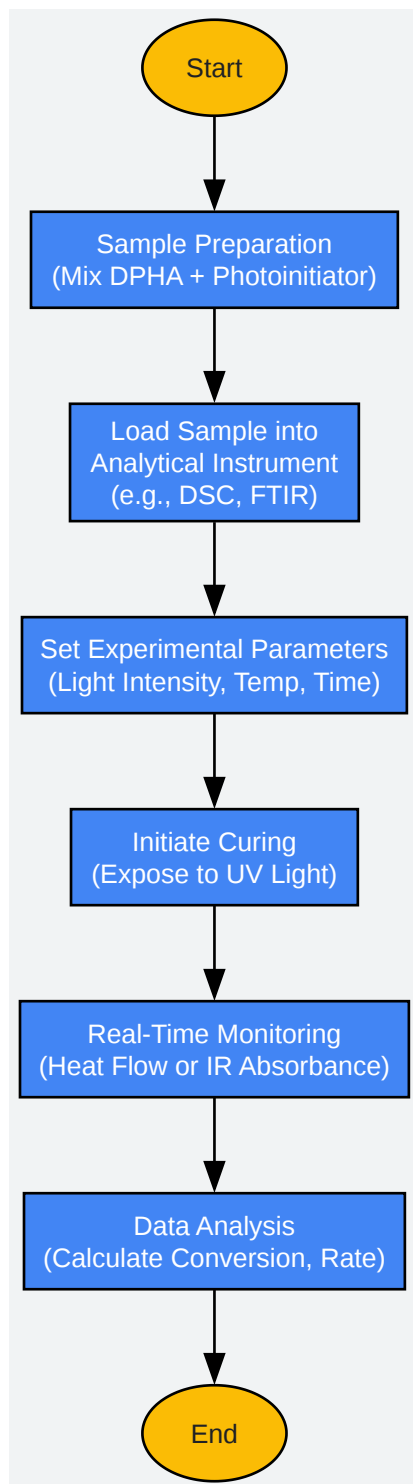 Start
Sample Preparation
(Mix DPHA + Photoinitiator)
Load Sample into
Analytical Instrument
(e.g., DSC, FTIR)
Set Experimental Parameters
(Light Intensity, Temp, Time)
Initiate Curing
(Expose to UV Light)
Real-Time Monitoring
(Heat Flow or IR Absorbance)
Data Analysis
(Calculate Conversion, Rate)
End